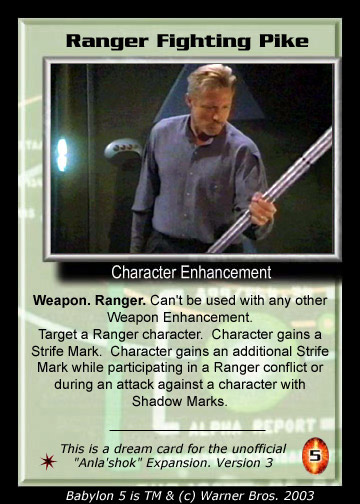 Ranger Fighting Pike
Character Enhancement
Weapon. Ranger. Can't be used with any other
Weapon Enhancement.
Target a Ranger character. Character gains a
Strife Mark. Character gains an additional Strife
Mark while participating in a Ranger conflict or
during an attack against a character with
Shadow Marks.
This is a dream card for the unofficial
"Anla'shok" Expansion. Version 3
5
Babylon 5 is TM & (c) Warner Bros. 2003